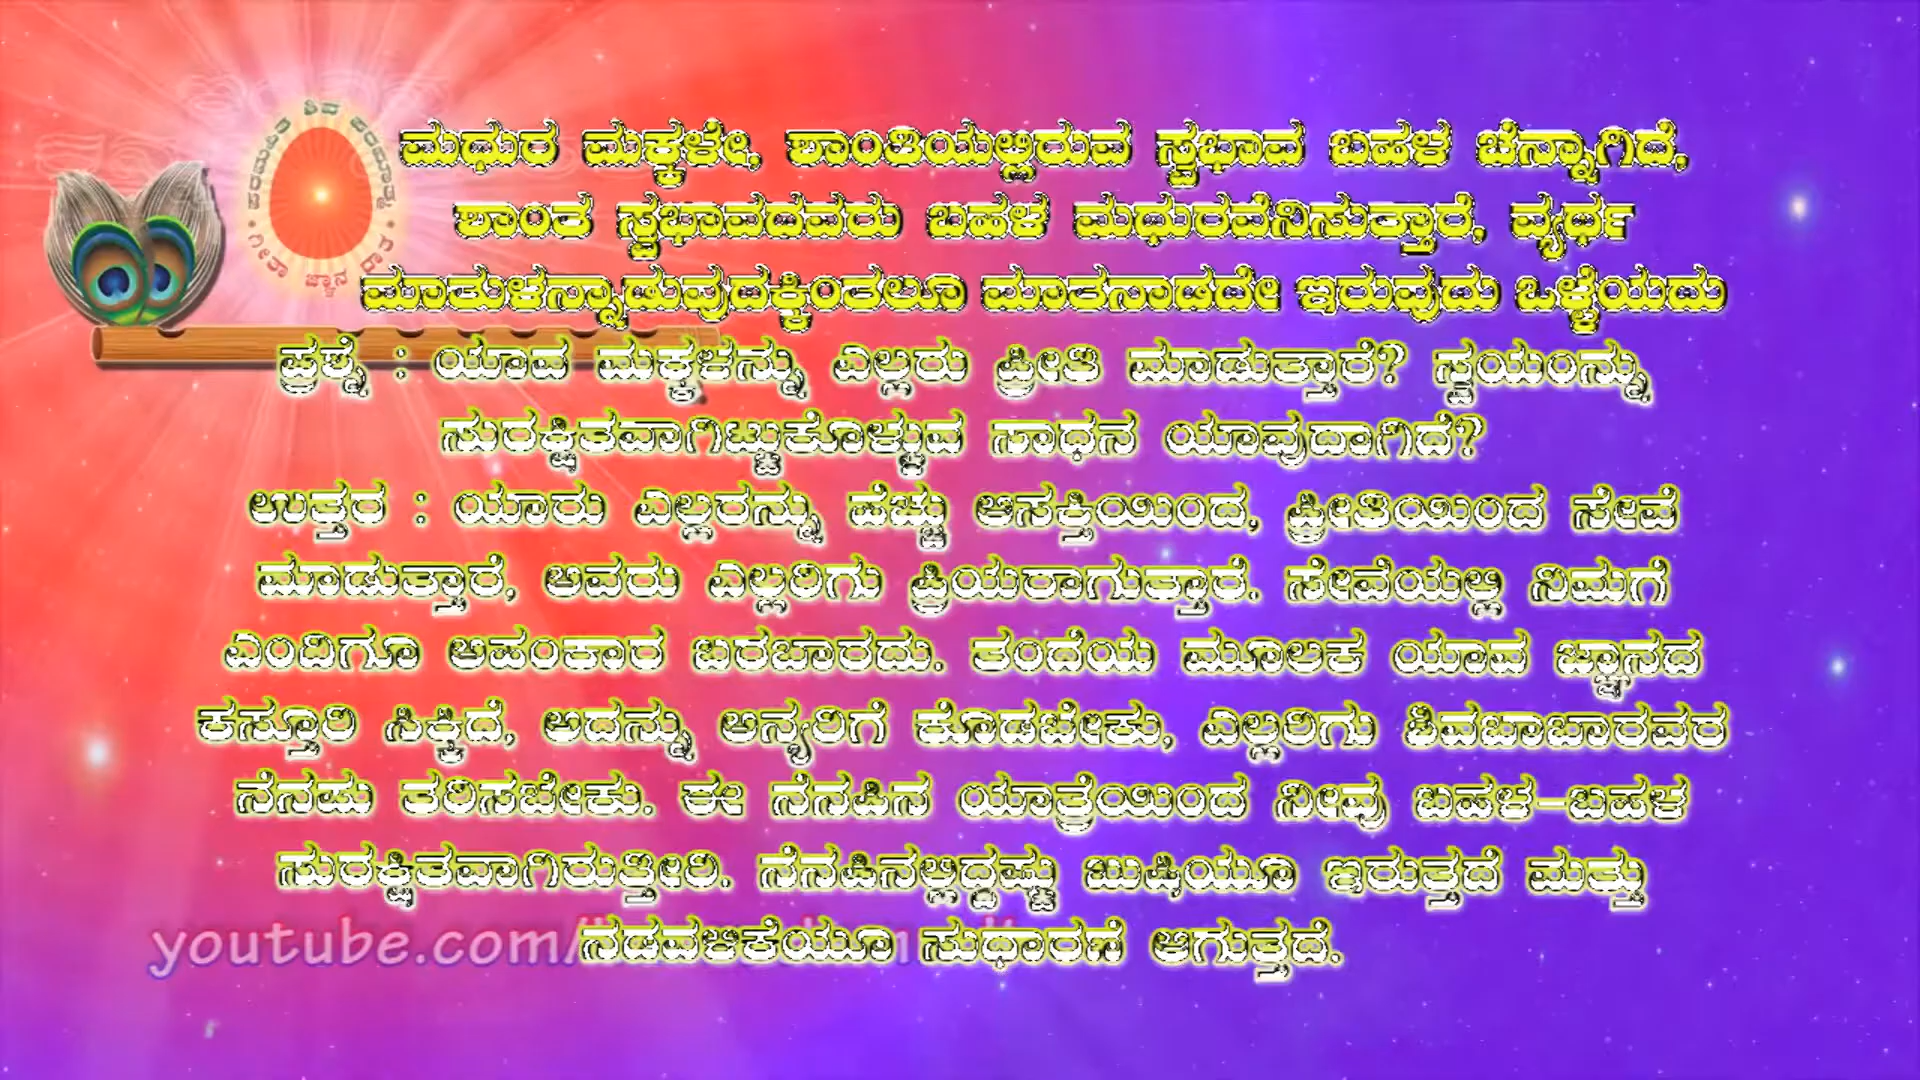 ಪರಮಪಿತ ಶಿವ ಪರಮಾತ್ಮ
• ಗೀತಾ ಜ್ಞಾನ •
ಮಧುರ ಮಕ್ಕಳೇ, ಶಾಂತಿಯಲ್ಲಿರುವ ಸ್ವಭಾವ ಬಹಳ ಚೆನ್ನಾಗಿದೆ,
ಶಾಂತ ಸ್ವಭಾವದವರು ಬಹಳ ಮಧುರವೆನಿಸುತ್ತಾರೆ, ವ್ಯರ್ಥ
ಮಾತುಳನ್ನಾಡುವುದಕ್ಕಿಂತಲೂ ಮಾತನಾಡದೇ ಇರುವುದು ಒಳ್ಳೆಯದು
ಪ್ರಶ್ನೆ : ಯಾವ ಮಕ್ಕಳನ್ನು ಎಲ್ಲರು ಪ್ರೀತಿ ಮಾಡುತ್ತಾರೆ? ಸ್ವಯಂನ್ನು
ಸುರಕ್ಷಿತವಾಗಿಟ್ಟುಕೊಳ್ಳುವ ಸಾಧನ ಯಾವುದಾಗಿದೆ?
ಉತ್ತರ : ಯಾರು ಎಲ್ಲರನ್ನು ಹೆಚ್ಚು ಆಸಕ್ತಿಯಿಂದ, ಪ್ರೀತಿಯಿಂದ ಸೇವೆ
ಮಾಡುತ್ತಾರೆ, ಅವರು ಎಲ್ಲರಿಗು ಪ್ರಿಯರಾಗುತ್ತಾರೆ. ಸೇವೆಯಲ್ಲಿ ನಿಮಗೆ
ಎಂದಿಗೂ ಅಹಂಕಾರ ಬರಬಾರದು. ತಂದೆಯ ಮೂಲಕ ಯಾವ ಜ್ಞಾನದ
ಕಸ್ತೂರಿ ಸಿಕ್ಕಿದೆ, ಅದನ್ನು ಅನ್ಯರಿಗೆ ಕೊಡಬೇಕು, ಎಲ್ಲರಿಗು ಶಿವಬಾಬಾರವರ
ನೆನಪು ತರಿಸಬೇಕು. ಈ ನೆನಪಿನ ಯಾತ್ರೆಯಿಂದ ನೀವು ಬಹಳ-ಬಹಳ
ಸುರಕ್ಷಿತವಾಗಿರುತ್ತೀರಿ. ನೆನಪಿನಲ್ಲಿದ್ದಷ್ಟು ಖುಷಿಯೂ ಇರುತ್ತದೆ ಮತ್ತು
ನಡವಳಿಕೆಯೂ ಸುಧಾರಣೆ ಆಗುತ್ತದೆ.
youtube.com/